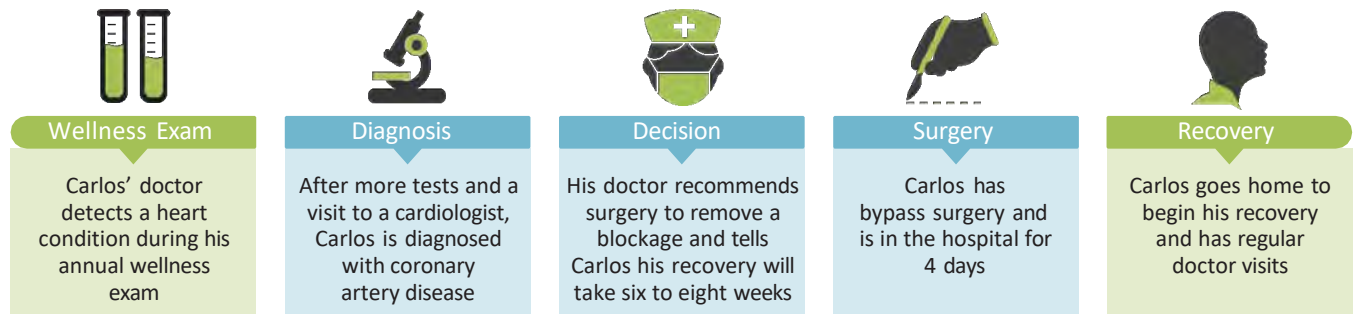 Wellness Exam
Carlos’ doctor
detects a heart
condition during his
annual wellness
exam
Diagnosis
After more tests and a
visit to a cardiologist,
Carlos is diagnosed
with coronary
artery disease
Decision
His doctor recommends
surgery to remove a
blockage and tells
Carlos his recovery will
take six to eight weeks
Surgery
Carlos has
bypass surgery and
is in the hospital for
4 days
Recovery
Carlos goes home to
begin his recovery
and has regular
doctor visits